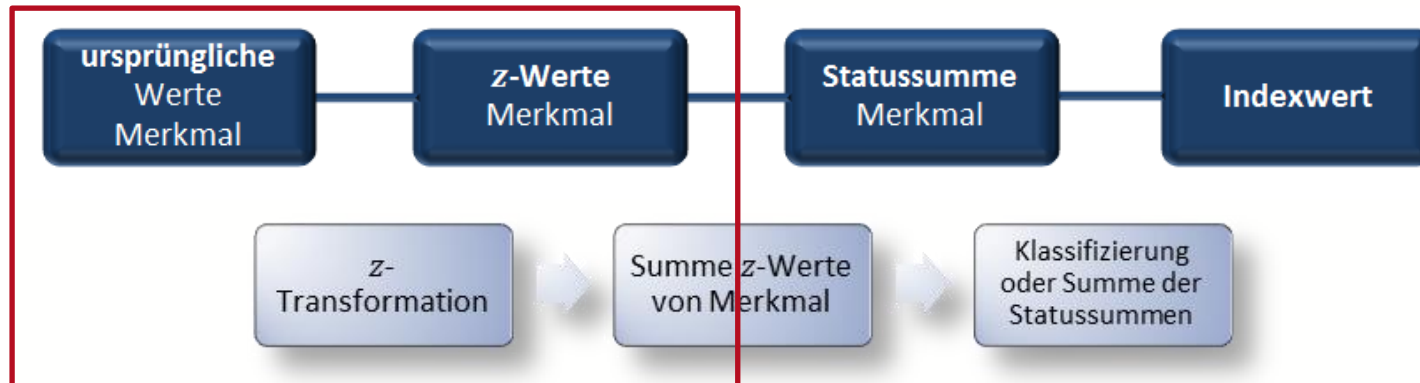 ursprüngliche
Werte
Merkmal
z-Werte
Merkmal
Statussumme
Merkmal
Indexwert
z-
Transformation
Summe z-Werte
von Merkmal
Klassifizierung
oder Summe der
Statussummen